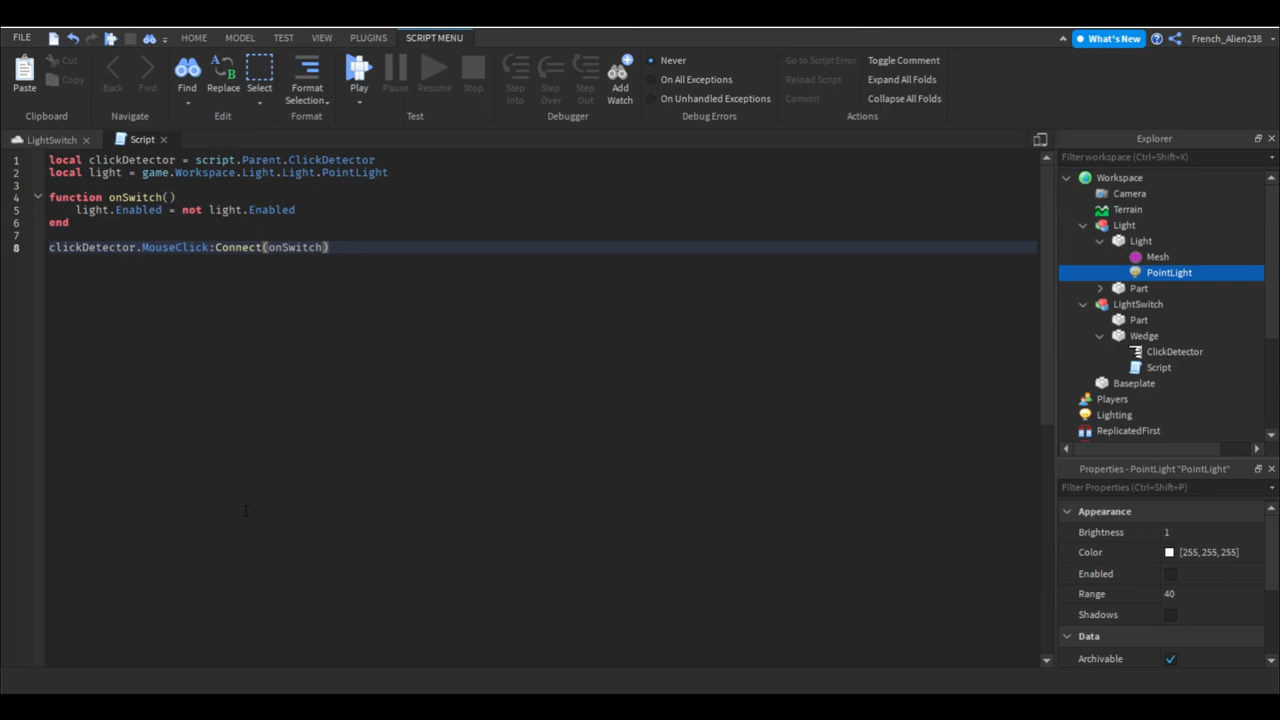 FILE HOME MODEL TEST VIEW PLUGINS SCRIPT MENU What's New French_Alien238
Paste Cut Copy Back Fwd Find Replace Select Format Selection Play Pause Resume Stop Step Into Step Over Step Out Add Watch Never On All Exceptions On Unhandled Exceptions Go to Script Error Reload Script Commit Toggle Comment Expand All Folds Collapse All Folds
Clipboard Navigate Edit Format Test Debugger Debug Errors Actions
LightSwitch Script
1 local clickDetector = script.Parent.ClickDetector
2 local light = game.Workspace.Light.Light.PointLight
3
4 function onSwitch()
5 light.Enabled = not light.Enabled
6 end
7
8 clickDetector.MouseClick:Connect(onSwitch)
Explorer
Filter workspace (Ctrl+Shift+X)
Workspace
Camera
Terrain
Light
Light
Mesh
PointLight
Part
LightSwitch
Part
Wedge
ClickDetector
Script
Baseplate
Players
Lighting
ReplicatedFirst
Properties - PointLight "PointLight"
Filter Properties (Ctrl+Shift+P)
Appearance
Brightness 1
Color [255, 255, 255]
Enabled
Range 40
Shadows
Data
Archivable